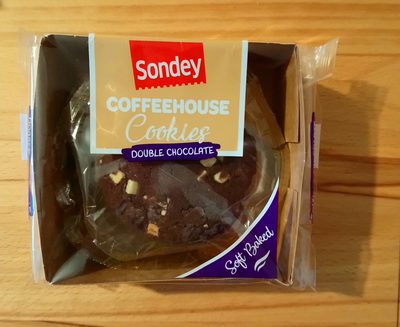 Sondey
COFFEEHOUSE
Cookies
DOUBLE CHOCOLATE
Soft Baked